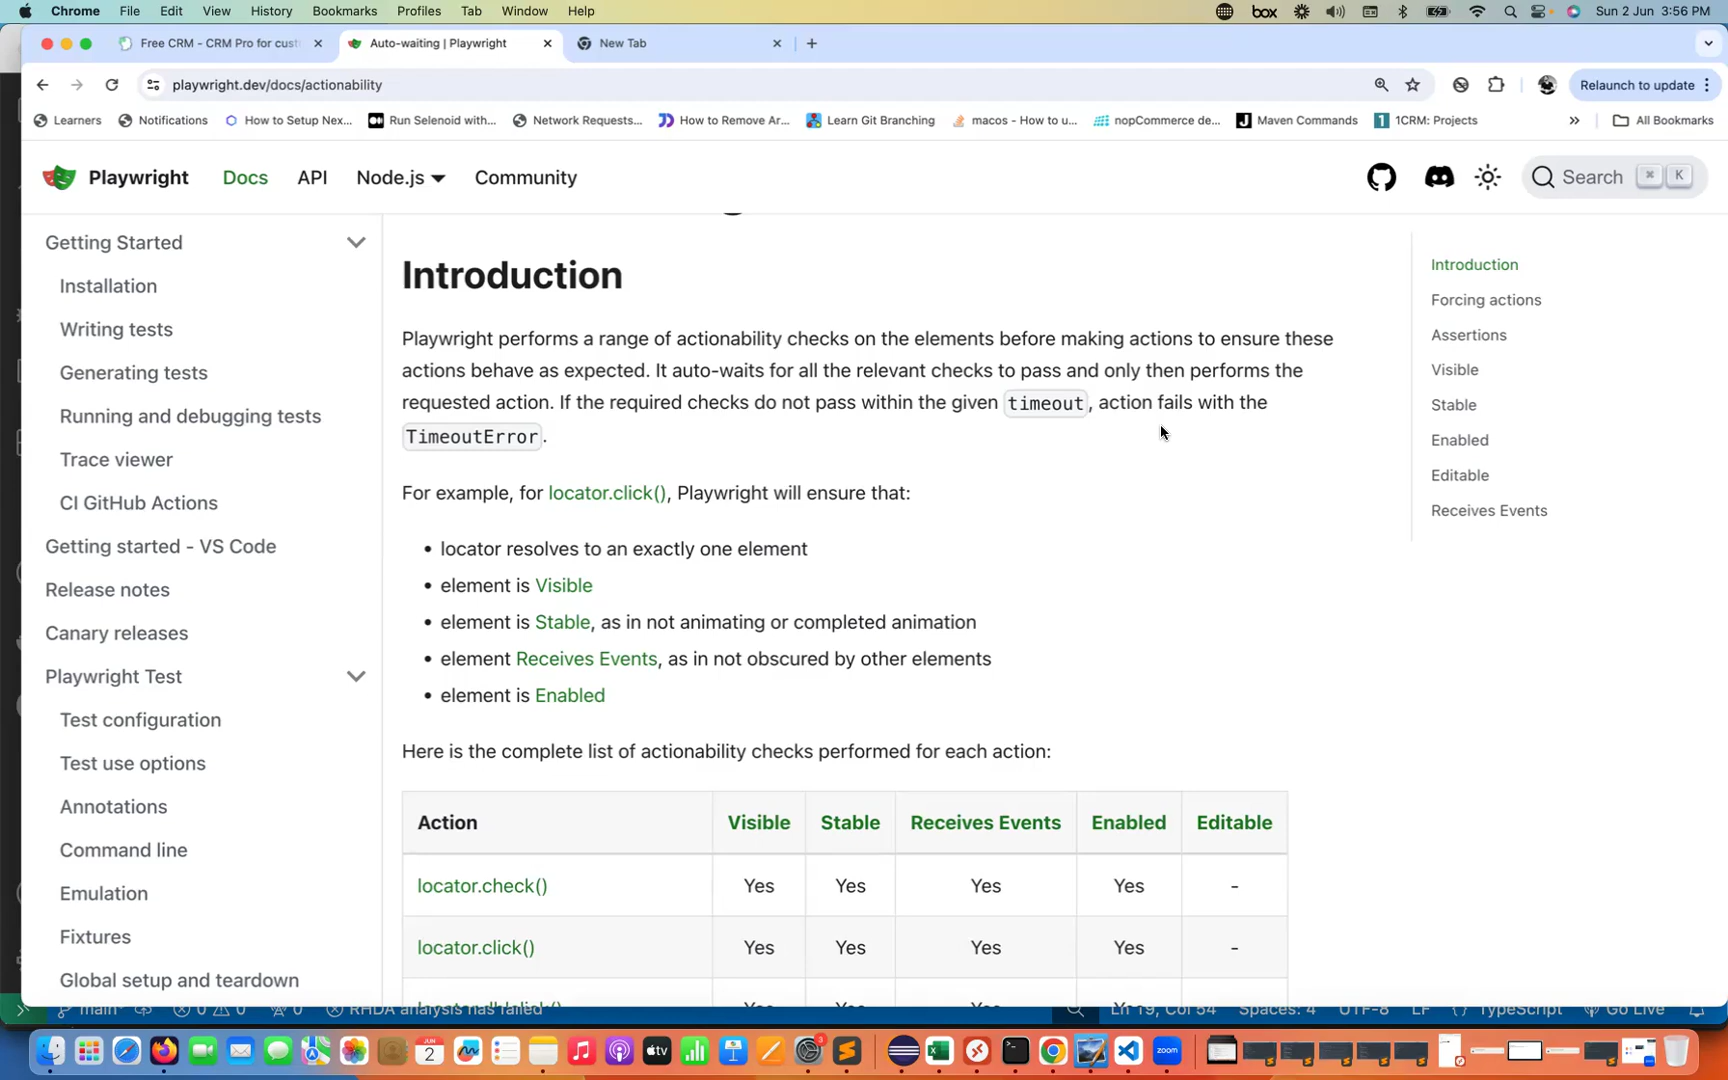 Chrome File Edit View History Bookmarks Profiles Tab Window Help box Sun 2 Jun 3:56 PM
Free CRM - CRM Pro for cust Auto-waiting | Playwright New Tab
playwright.dev/docs/actionability Relaunch to update
Learners Notifications How to Setup Nex... Run Selenoid with... Network Requests... How to Remove Ar... Learn Git Branching macos - How to u... nopCommerce de... Maven Commands 1CRM: Projects All Bookmarks
Playwright Docs API Node.js Community Search ⌘ K
Getting Started
Installation
Writing tests
Generating tests
Running and debugging tests
Trace viewer
CI GitHub Actions
Getting started - VS Code
Release notes
Canary releases
Playwright Test
Test configuration
Test use options
Annotations
Command line
Emulation
Fixtures
Global setup and teardown
Introduction
Playwright performs a range of actionability checks on the elements before making actions to ensure these
actions behave as expected. It auto-waits for all the relevant checks to pass and only then performs the
requested action. If the required checks do not pass within the given timeout, action fails with the
TimeoutError.
For example, for locator.click(), Playwright will ensure that:
• locator resolves to an exactly one element
• element is Visible
• element is Stable, as in not animating or completed animation
• element Receives Events, as in not obscured by other elements
• element is Enabled
Here is the complete list of actionability checks performed for each action:
Action Visible Stable Receives Events Enabled Editable
locator.check() Yes Yes Yes Yes -
locator.click() Yes Yes Yes Yes -
Introduction
Forcing actions
Assertions
Visible
Stable
Enabled
Editable
Receives Events
main* 0 0 0 RHDA analysis has failed Ln 19, Col 54 Spaces: 4 UTF-8 LF {} TypeScript Go Live
JUN
2
tv
3
zoom